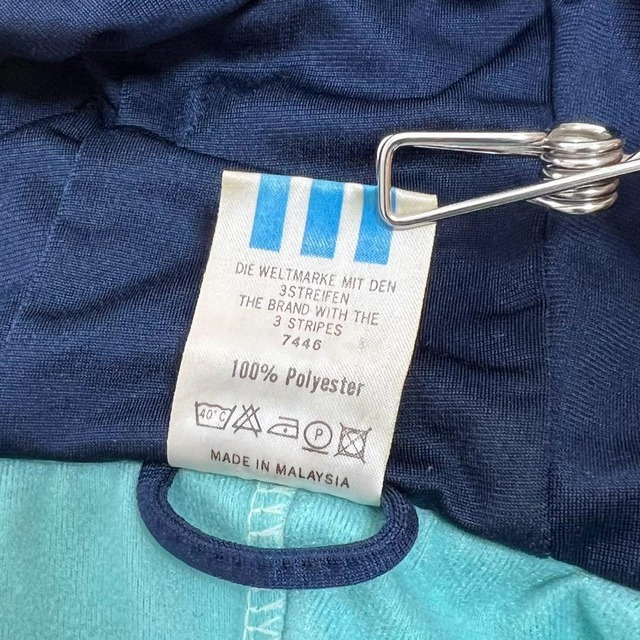 DIE WELTMARKE MIT DEN
3STREIFEN
THE BRAND WITH THE
3 STRIPES
7446
100% Polyester
40°C P
MADE IN MALAYSIA